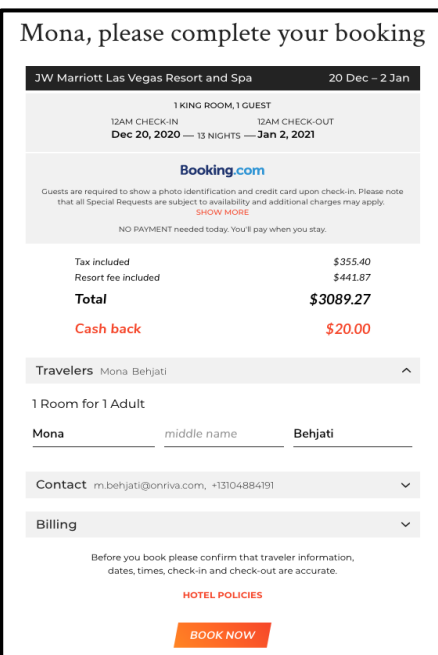 Mona, please complete your booking
JW Marriott Las Vegas Resort and Spa 20 Dec – 2 Jan
1 KING ROOM, 1 GUEST
12AM CHECK-IN 12AM CHECK-OUT
Dec 20, 2020 — 13 NIGHTS — Jan 2, 2021
Booking.com
Guests are required to show a photo identification and credit card upon check-in. Please note
that all Special Requests are subject to availability and additional charges may apply.
SHOW MORE
NO PAYMENT needed today. You'll pay when you stay.
Tax included $355.40
Resort fee included $441.87
Total $3089.27
Cash back $20.00
Travelers Mona Behjati
1 Room for 1 Adult
Mona middle name Behjati
Contact m.behjati@onriva.com, +13104884191
Billing
Before you book please confirm that traveler information,
dates, times, check-in and check-out are accurate.
HOTEL POLICIES
BOOK NOW